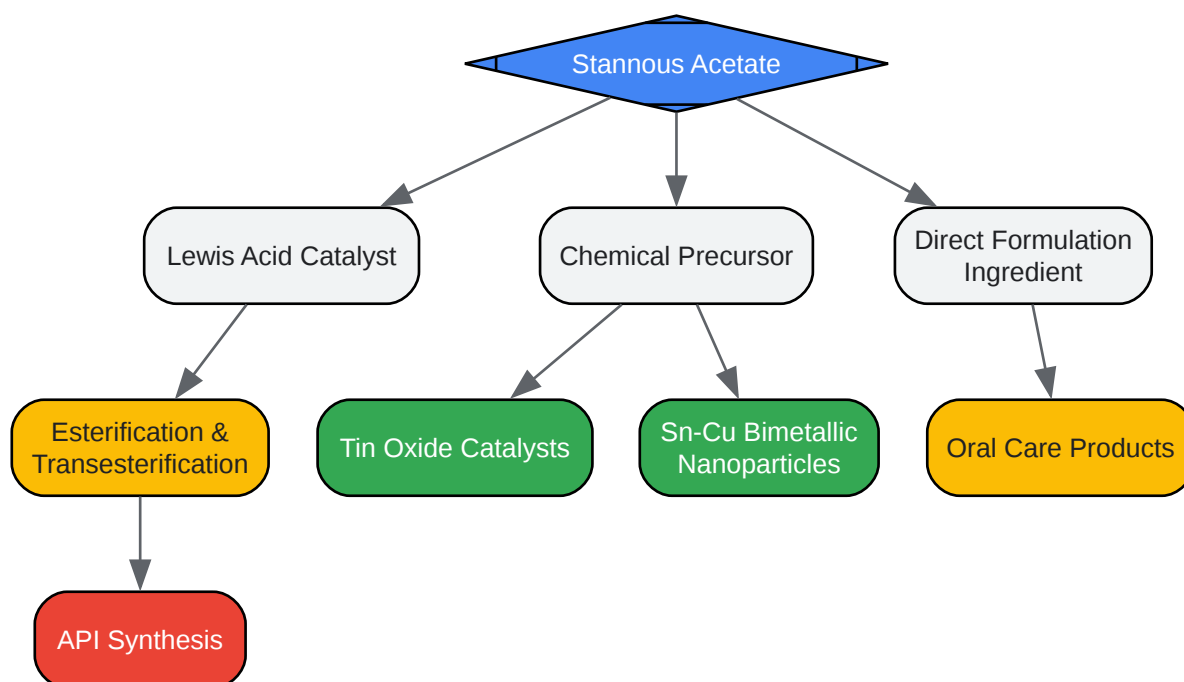 Stannous Acetate
Lewis Acid Catalyst
Chemical Precursor
Direct Formulation
Ingredient
Esterification &
Transesterification
Tin Oxide Catalysts
Sn-Cu Bimetallic
Nanoparticles
Oral Care Products
API Synthesis